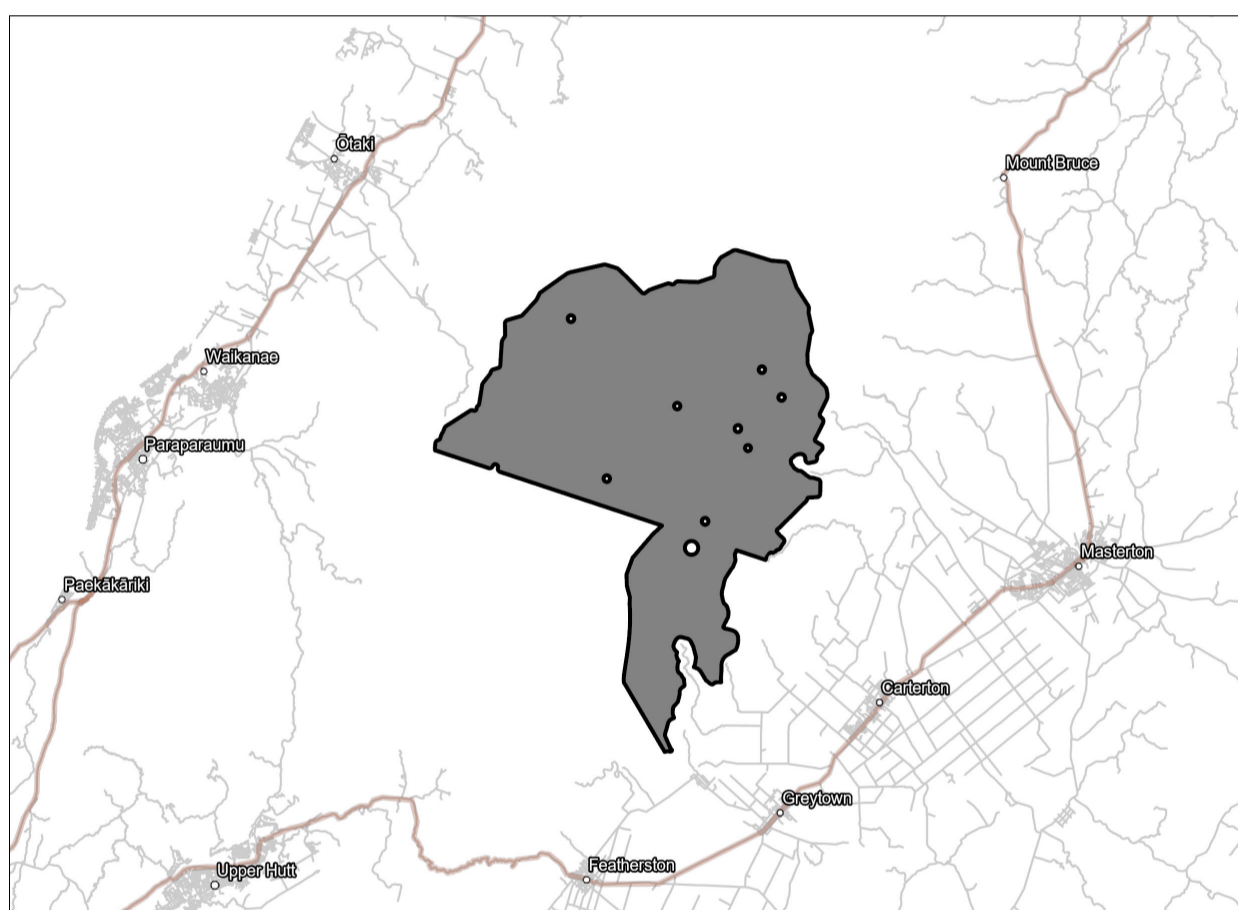 Ōtaki
Mount Bruce
Waikanae
Paraparaumu
Masterton
Paekākāriki
Carterton
Greytown
Featherston
Upper Hutt